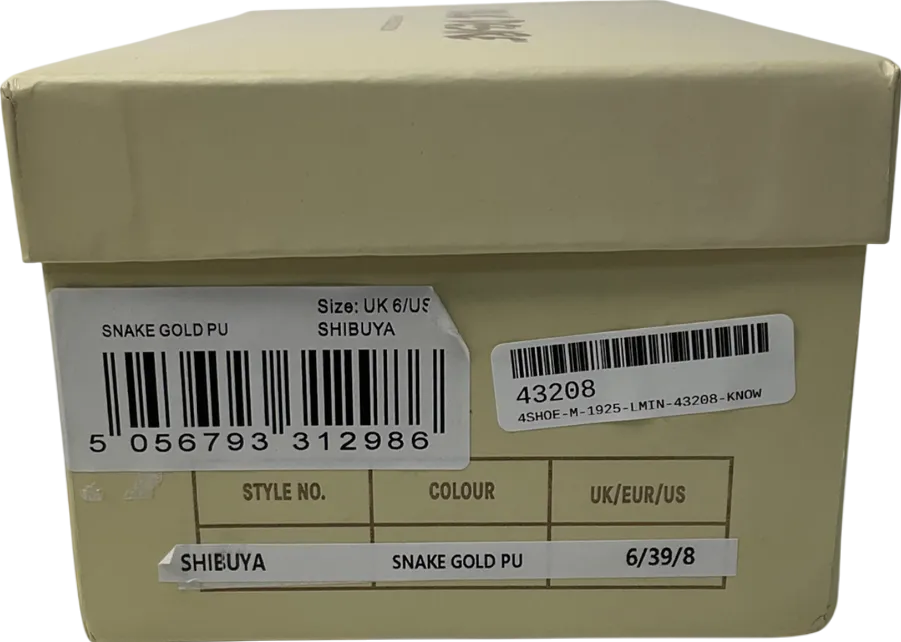 SNAKE GOLD PU
Size: UK 6/US
SHIBUYA
5 056793 312986
43208
4SHOE-M-1925-LMIN-43208-KNOW
STYLE NO. COLOUR UK/EUR/US
SHIBUYA SNAKE GOLD PU 6/39/8